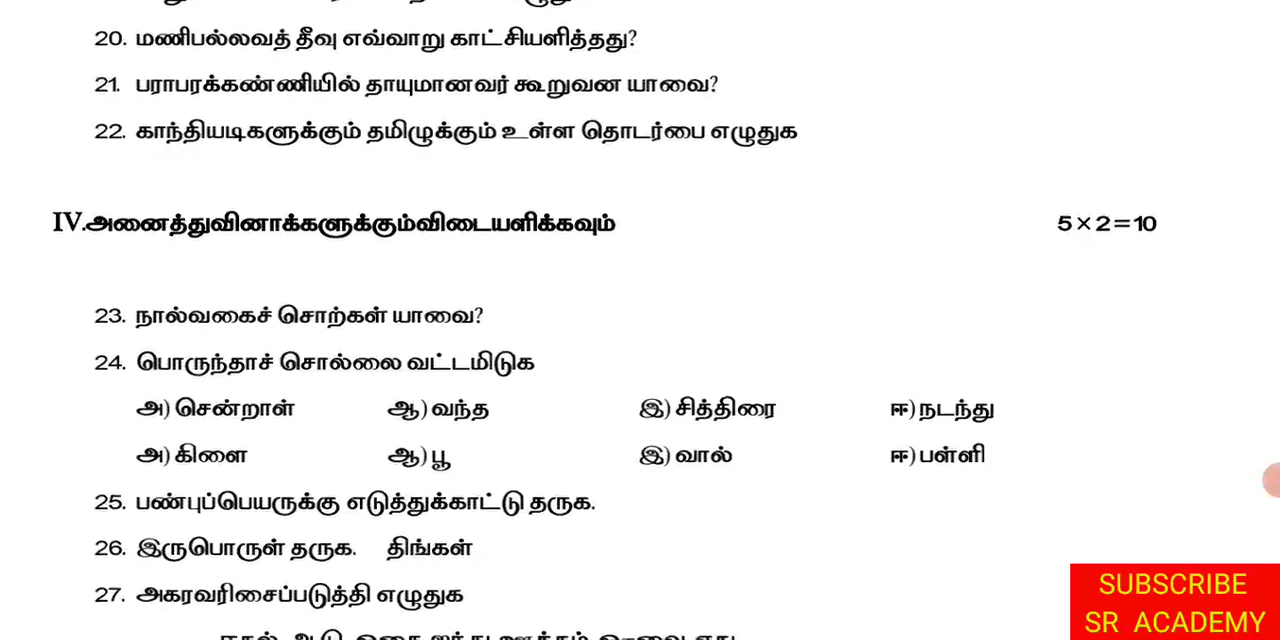 20. மணிபல்லவத் தீவு எவ்வாறு காட்சியளித்தது?
21. பராபரக்கண்ணியில் தாயுமானவர் கூறுவன யாவை?
22. காந்தியடிகளுக்கும் தமிழுக்கும் உள்ள தொடர்பை எழுதுக
IV.அனைத்துவினாக்களுக்கும்விடையளிக்கவும் 5×2=10
23. நால்வகைச் சொற்கள் யாவை?
24. பொருந்தாச் சொல்லை வட்டமிடுக
அ) சென்றாள் ஆ) வந்த இ) சித்திரை ஈ) நடந்து
அ) கிளை ஆ) பூ இ) வால் ஈ) பள்ளி
25. பண்புப்பெயருக்கு எடுத்துக்காட்டு தருக.
26. இருபொருள் தருக. திங்கள்
27. அகரவரிசைப்படுத்தி எழுதுக
SUBSCRIBE
SR ACADEMY